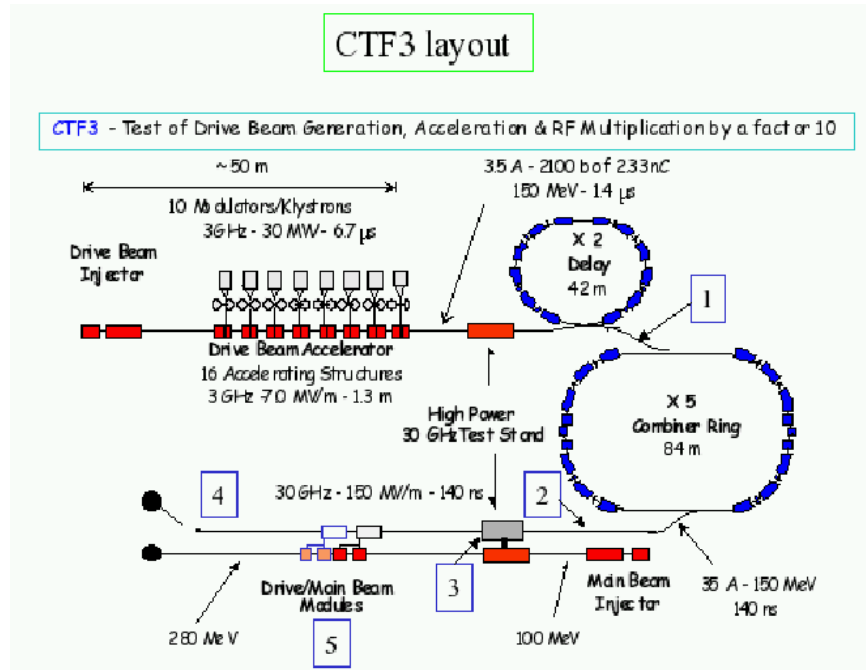 CTF3 layout
CTF3 - Test of Drive Beam Generation, Acceleration & RF Multiplication by a factor 10
~50 m
3.5 A - 2100 b of 2.33 nC
150 MeV - 1.4 µs
10 Modulators/Klystrons
3GHz - 30 MW - 6.7 µs
X 2
Delay
42 m
Drive Beam
Injector
1
Drive Beam Accelerator
16 Accelerating Structures
3 GHz -7.0 MV/m - 1.3 m
High Power
30 GHz Test Stand
X 5
Combiner Ring
84 m
4
30 GHz - 150 MV/m - 140 ns
2
3
Drive/Main Beam
Modules
Main Beam
Injector
35 A - 150 MeV
140 ns
280 MeV
5
100 MeV